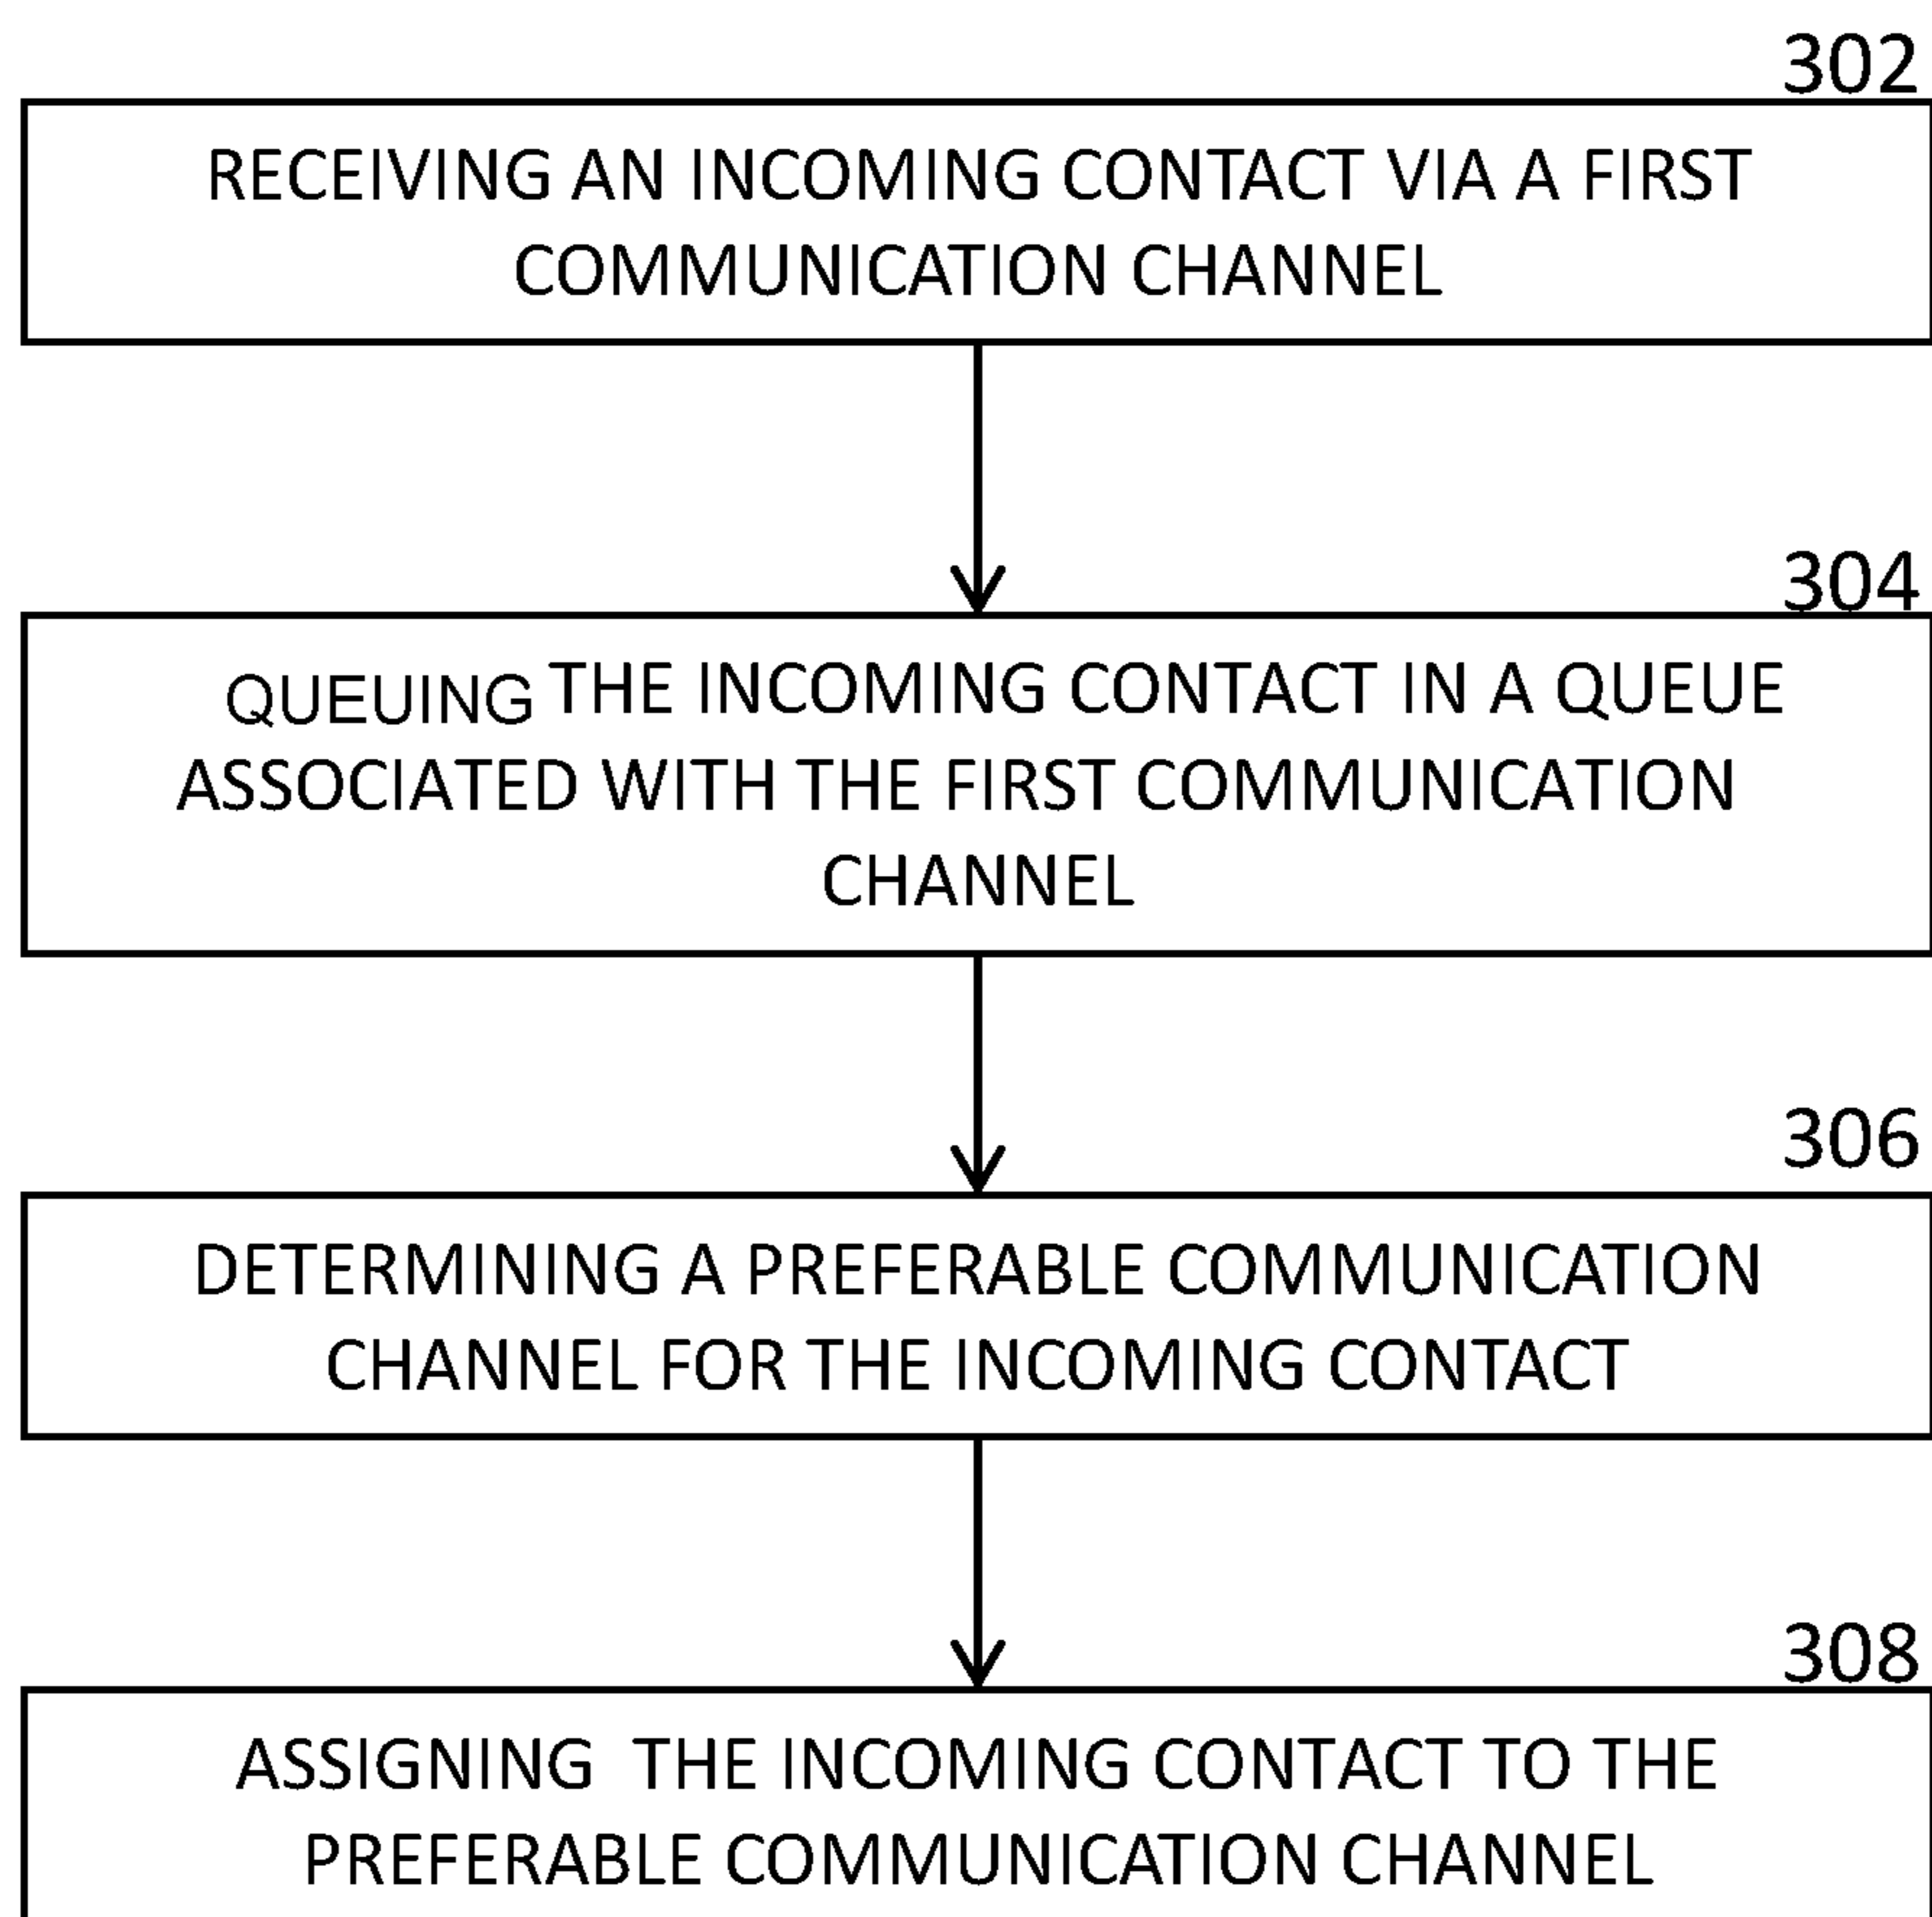 302
RECEIVING AN INCOMING CONTACT VIA A FIRST
COMMUNICATION CHANNEL
304
QUEUING THE INCOMING CONTACT IN A QUEUE
ASSOCIATED WITH THE FIRST COMMUNICATION
CHANNEL
306
DETERMINING A PREFERABLE COMMUNICATION
CHANNEL FOR THE INCOMING CONTACT
308
ASSIGNING THE INCOMING CONTACT TO THE
PREFERABLE COMMUNICATION CHANNEL